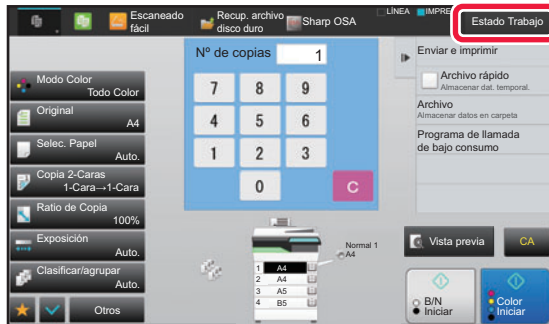 LÍNEA
Escaneado
fácil
Recup. archivo
disco duro
Sharp OSA
Estado Trabajo
Nº de copias
1
Modo Color
Todo Color
Original
A4
Selec. Papel
Auto.
Copia 2-Caras
1-Cara→1-Cara
Ratio de Copia
100%
Exposición
Auto.
Clasificar/agrupar
Auto.
Otros
7 8 9
4 5 6
1 2 3
0 C
Normal 1
A4
1 A4
2 A4
3 A5
4 B5
Enviar e imprimir
Archivo rápido
Almacenar dat. temporal.
Archivo
Almacenar datos en carpeta
Programa de llamada
de bajo consumo
Vista previa
CA
B/N
Iniciar
Color
Iniciar